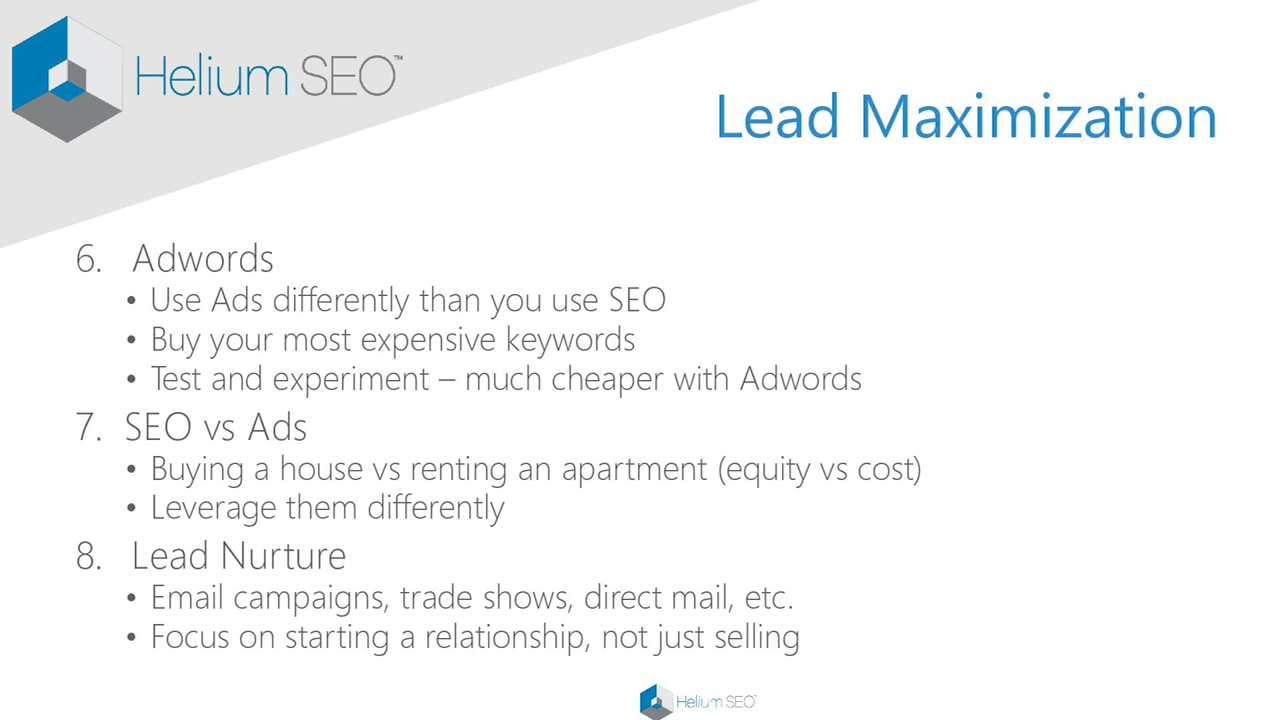 Helium SEO™
Lead Maximization
6. Adwords
• Use Ads differently than you use SEO
• Buy your most expensive keywords
• Test and experiment – much cheaper with Adwords
7. SEO vs Ads
• Buying a house vs renting an apartment (equity vs cost)
• Leverage them differently
8. Lead Nurture
• Email campaigns, trade shows, direct mail, etc.
• Focus on starting a relationship, not just selling
Helium SEO™